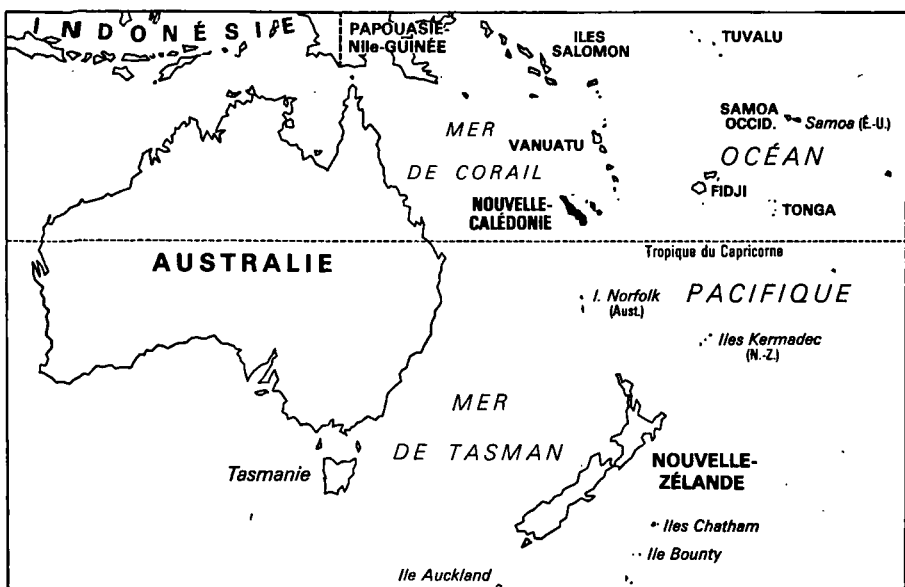 INDONÉSIE
PAPOUASIE-
Nlle-GUINÉE
ILES
SALOMON
TUVALU
SAMOA
OCCID.
Samoa (É.-U.)
MER
DE CORAIL
VANUATU
OCÉAN
FIDJI
NOUVELLE-
CALÉDONIE
TONGA
Tropique du Capricorne
AUSTRALIE
PACIFIQUE
I. Norfolk
(Aust.)
Iles Kermadec
(N.-Z.)
MER
DE TASMAN
Tasmanie
NOUVELLE-
ZÉLANDE
Iles Chatham
Ile Bounty
Ile Auckland